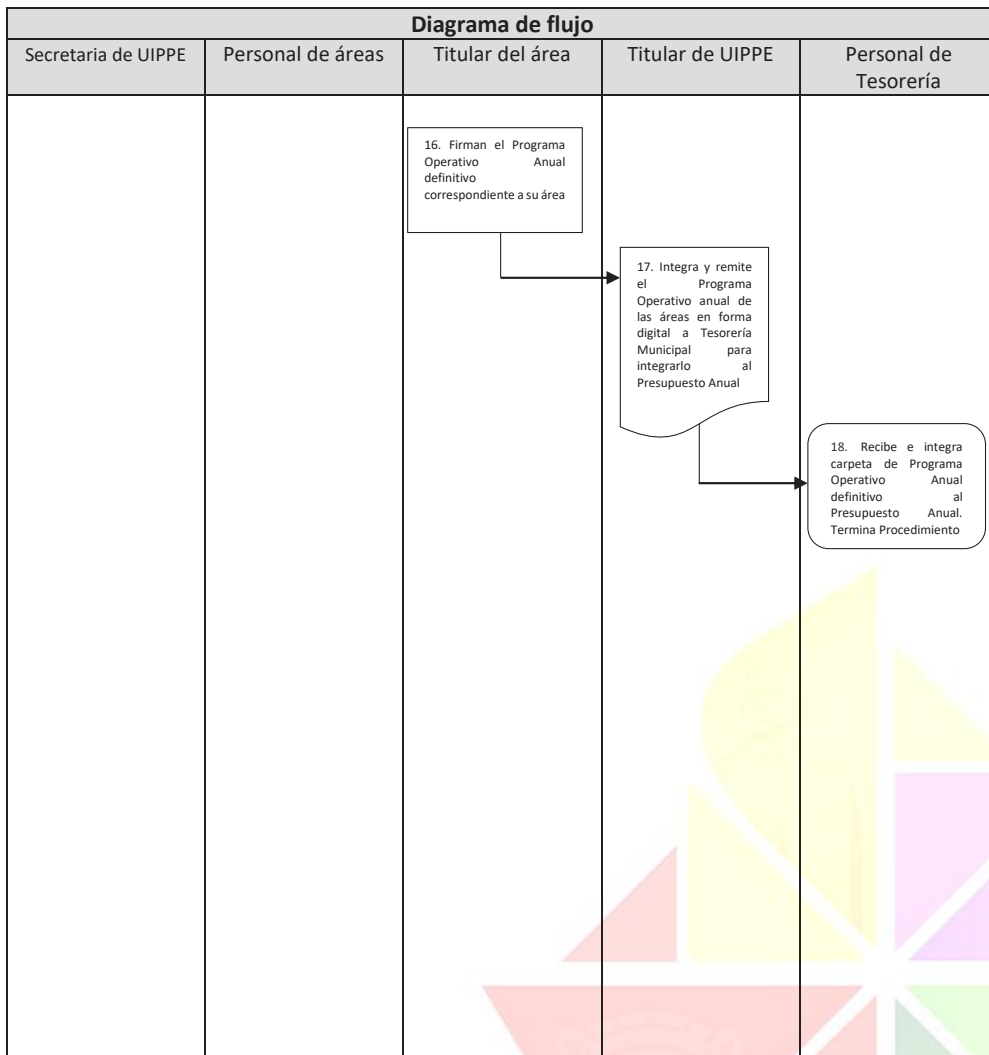 Diagrama de flujo
Secretaria de UIPPE
Personal de áreas
Titular del área
Titular de UIPPE
Personal de
Tesorería
16. Firman el Programa
Operativo Anual
definitivo
correspondiente a su área
17. Integra y remite
el Programa
Operativo anual de
las áreas en forma
digital a Tesorería
Municipal para
integrarlo al
Presupuesto Anual
18. Recibe e integra
carpeta de Programa
Operativo Anual
definitivo al
Presupuesto Anual.
Termina Procedimiento